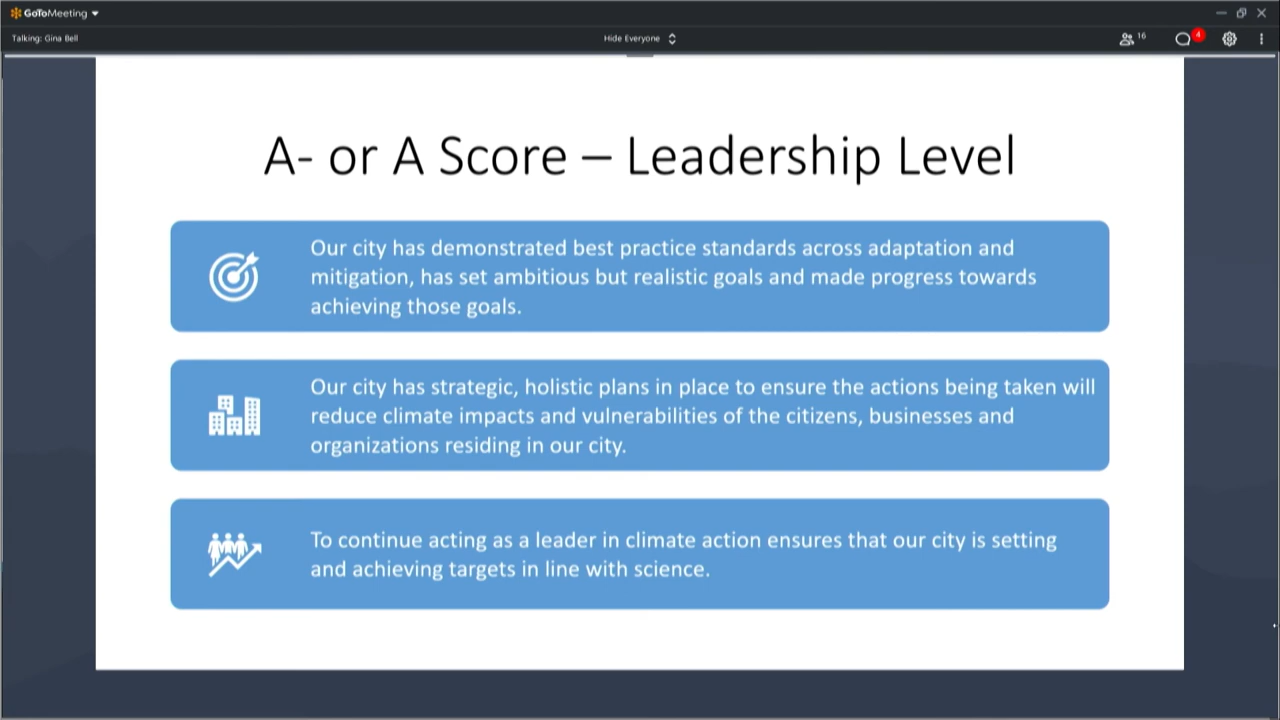 GoToMeeting
Talking: Gina Bell
Hide Everyone
16
4
A- or A Score – Leadership Level
Our city has demonstrated best practice standards across adaptation and
mitigation, has set ambitious but realistic goals and made progress towards
achieving those goals.
Our city has strategic, holistic plans in place to ensure the actions being taken will
reduce climate impacts and vulnerabilities of the citizens, businesses and
organizations residing in our city.
To continue acting as a leader in climate action ensures that our city is setting
and achieving targets in line with science.